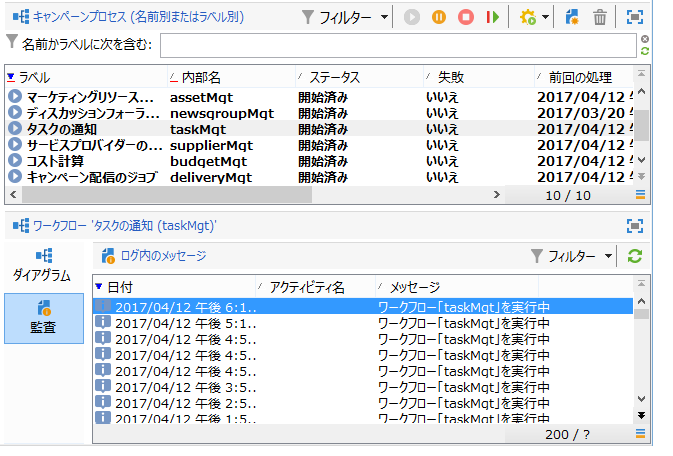 キャンペーンプロセス (名前別またはラベル別) フィルター
名前かラベルに次を含む:
ラベル 内部名 ステータス 失敗 前回の処理
マーケティングリソース... assetMgt 開始済み いいえ 2017/04/12 午
ディスカッションフォーラ... newsgroupMgt 開始済み いいえ 2017/03/20 午
タスクの通知 taskMgt 開始済み いいえ 2017/04/12 午
サービスプロバイダーの... supplierMgt 開始済み いいえ 2017/04/12 午
コスト計算 budgetMgt 開始済み いいえ 2017/04/12 午
キャンペーン配信のジョブ deliveryMgt 開始済み いいえ 2017/04/12 午
10 / 10
ワークフロー 'タスクの通知 (taskMgt)'
ダイアグラム
監査
ログ内のメッセージ フィルター
日付 アクティビティ名 メッセージ
2017/04/12 午後 6:1... ワークフロー「taskMgt」を実行中
2017/04/12 午後 5:1... ワークフロー「taskMgt」を実行中
2017/04/12 午後 4:5... ワークフロー「taskMgt」を実行中
2017/04/12 午後 4:5... ワークフロー「taskMgt」を実行中
2017/04/12 午後 4:5... ワークフロー「taskMgt」を実行中
2017/04/12 午後 3:5... ワークフロー「taskMgt」を実行中
2017/04/12 午後 2:5... ワークフロー「taskMgt」を実行中
2017/04/12 午後 1:5... ワークフロー「taskMgt」を実行中
200 / ?